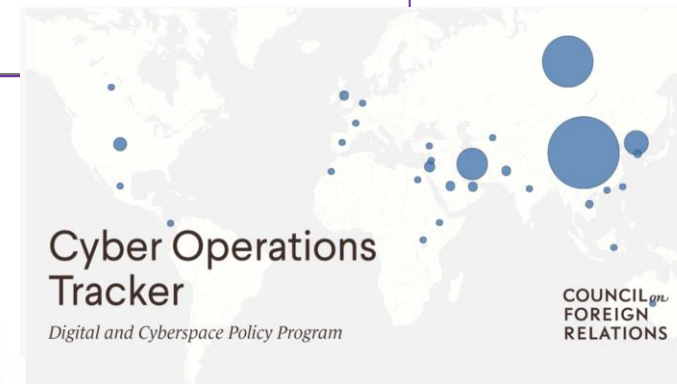 Cyber Operations
Tracker
Digital and Cyberspace Policy Program
COUNCIL on
FOREIGN
RELATIONS